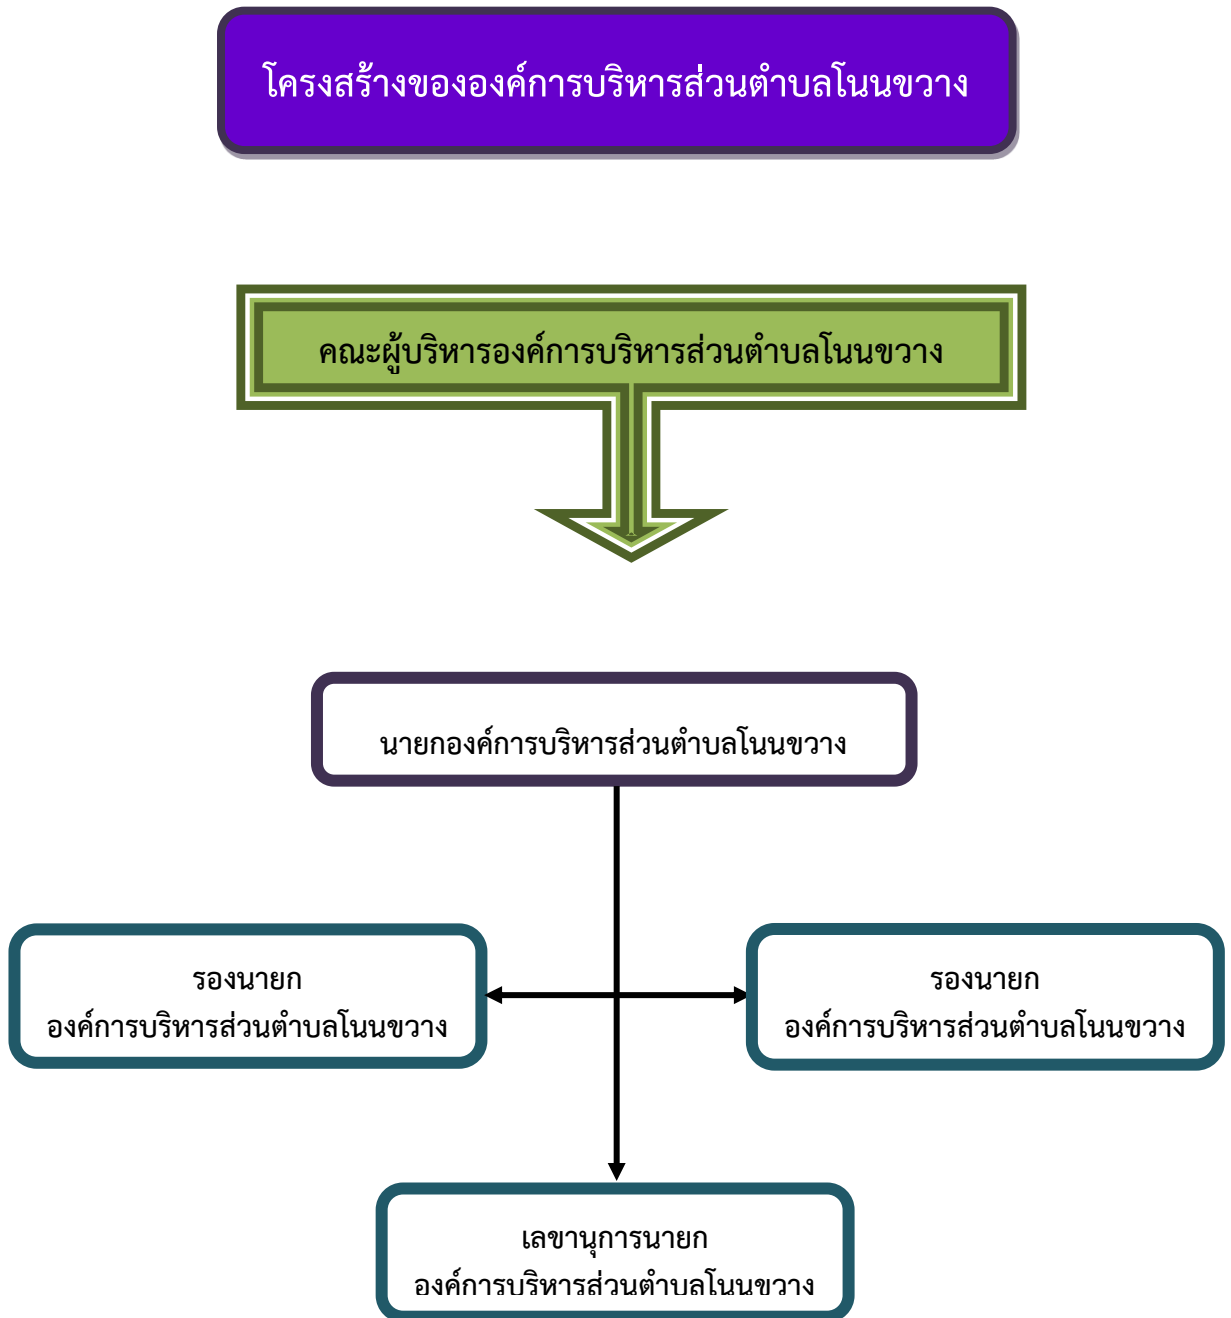 โครงสร้างขององค์การบริหารส่วนตำบลโนนขวาง
คณะผู้บริหารองค์การบริหารส่วนตำบลโนนขวาง
นายกองค์การบริหารส่วนตำบลโนนขวาง
รองนายก
องค์การบริหารส่วนตำบลโนนขวาง
รองนายก
องค์การบริหารส่วนตำบลโนนขวาง
เลขานุการนายก
องค์การบริหารส่วนตำบลโนนขวาง